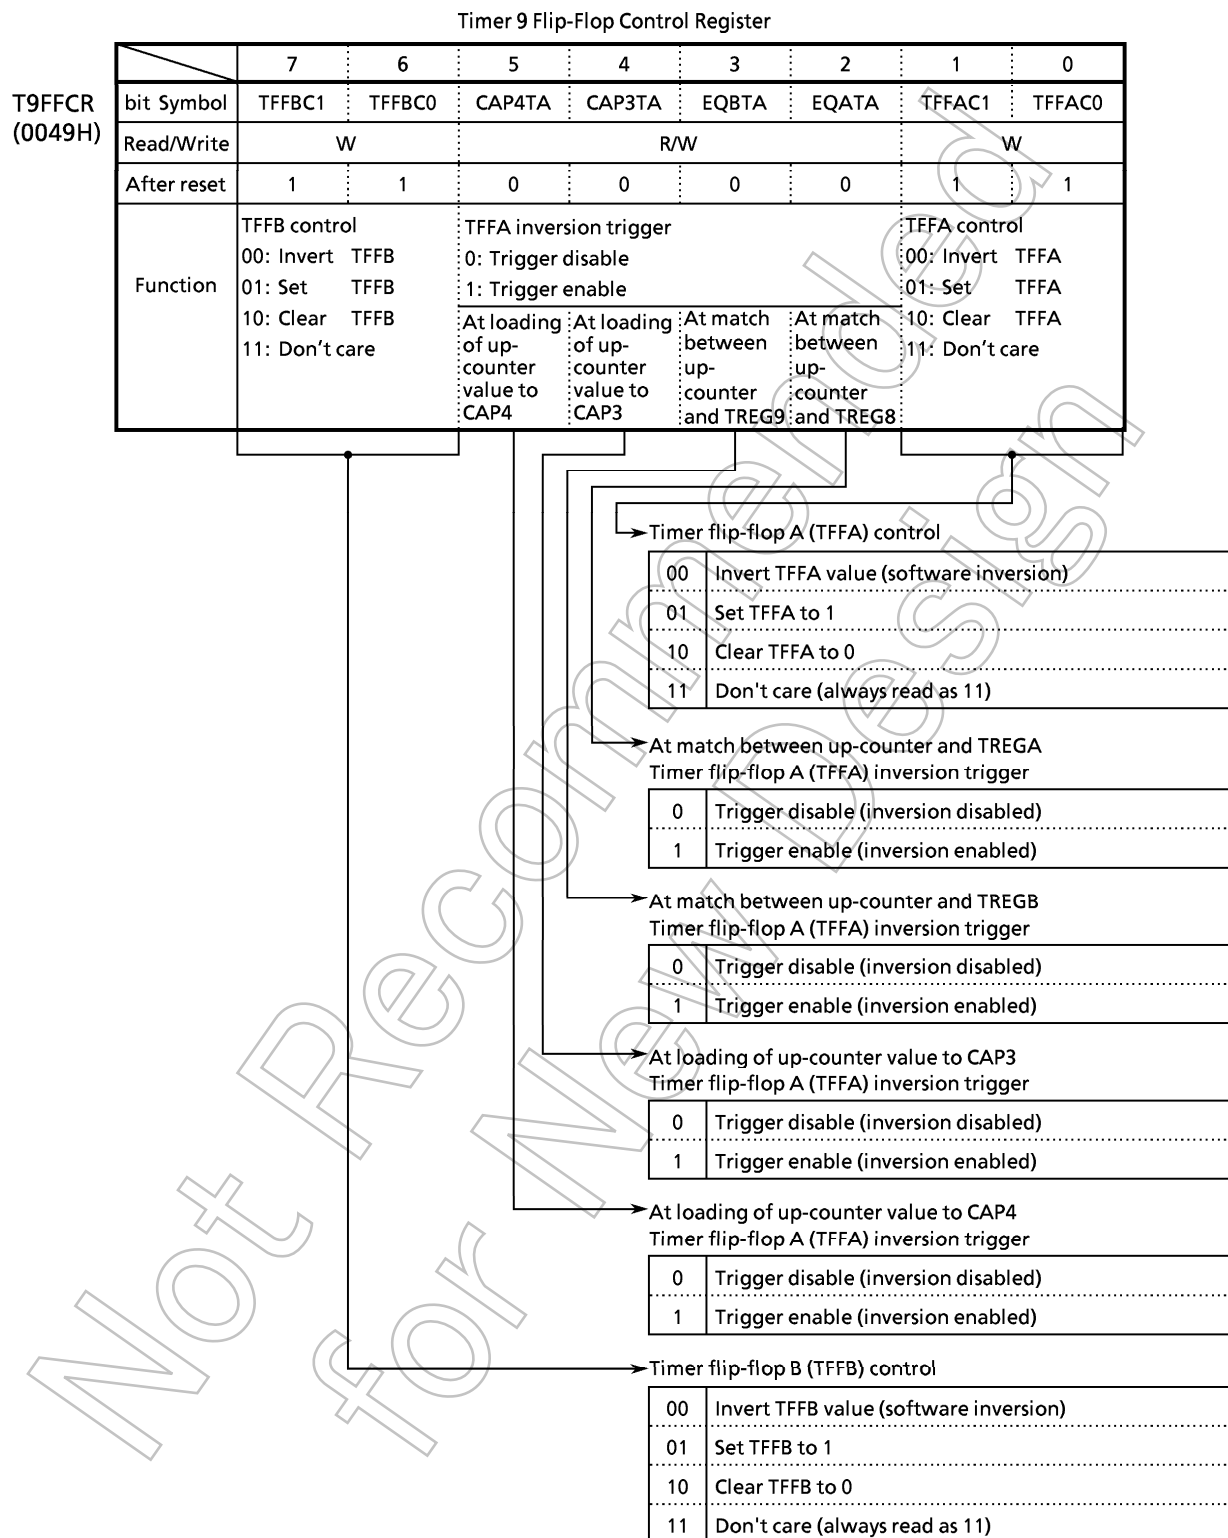 Timer 9 Flip-Flop Control Register
7 6 5 4 3 2 1 0
T9FFCR
(0049H)
bit Symbol TFFBC1 TFFBC0 CAP4TA CAP3TA EQBTA EQATA TFFAC1 TFFAC0
Read/Write W R/W W
After reset 1 1 0 0 0 0 1 1
Function
TFFB control
00: Invert TFFB
01: Set TFFB
10: Clear TFFB
11: Don't care
TFFA inversion trigger
0: Trigger disable
1: Trigger enable
At loading
of up-
counter
value to
CAP4
At loading
of up-
counter
value to
CAP3
At match
between
up-
counter
and TREG9
At match
between
up-
counter
and TREG8
TFFA control
00: Invert TFFA
01: Set TFFA
10: Clear TFFA
11: Don't care
Timer flip-flop A (TFFA) control
00 Invert TFFA value (software inversion)
01 Set TFFA to 1
10 Clear TFFA to 0
11 Don't care (always read as 11)
At match between up-counter and TREGA
Timer flip-flop A (TFFA) inversion trigger
0 Trigger disable (inversion disabled)
1 Trigger enable (inversion enabled)
At match between up-counter and TREGB
Timer flip-flop A (TFFA) inversion trigger
0 Trigger disable (inversion disabled)
1 Trigger enable (inversion enabled)
At loading of up-counter value to CAP3
Timer flip-flop A (TFFA) inversion trigger
0 Trigger disable (inversion disabled)
1 Trigger enable (inversion enabled)
At loading of up-counter value to CAP4
Timer flip-flop A (TFFA) inversion trigger
0 Trigger disable (inversion disabled)
1 Trigger enable (inversion enabled)
Timer flip-flop B (TFFB) control
00 Invert TFFB value (software inversion)
01 Set TFFB to 1
10 Clear TFFB to 0
11 Don't care (always read as 11)
Not Recommended
for New Design